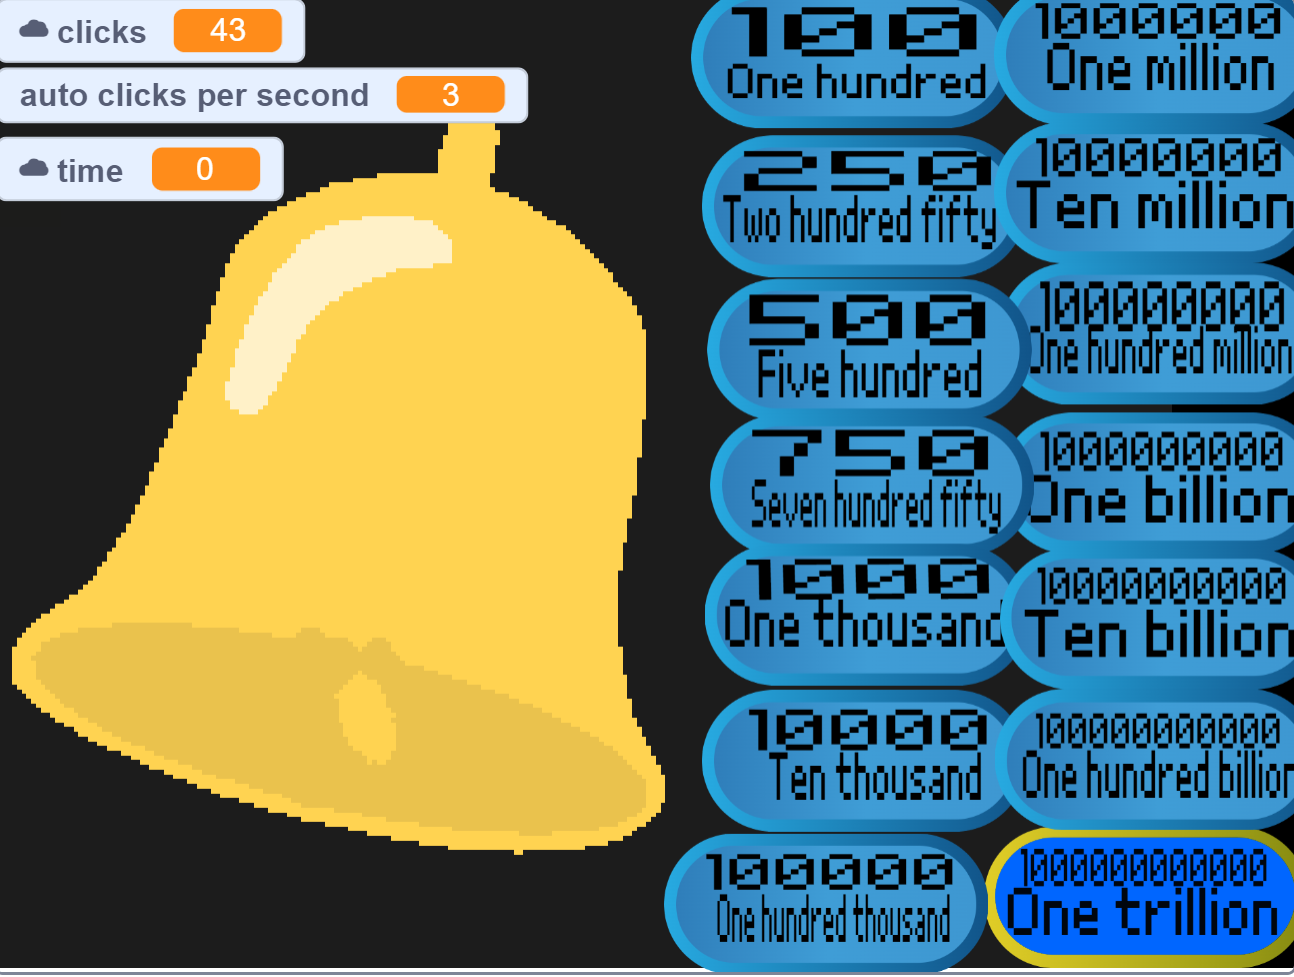 clicks 43
auto clicks per second 3
time 0
100
One hundred
250
Two hundred fifty
500
Five hundred
750
Seven hundred fifty
1000
One thousand
10000
Ten thousand
100000
One hundred thousand
1000000
One million
10000000
Ten million
100000000
One hundred million
1000000000
One billion
10000000000
Ten billion
100000000000
One hundred billion
1000000000000
One trillion